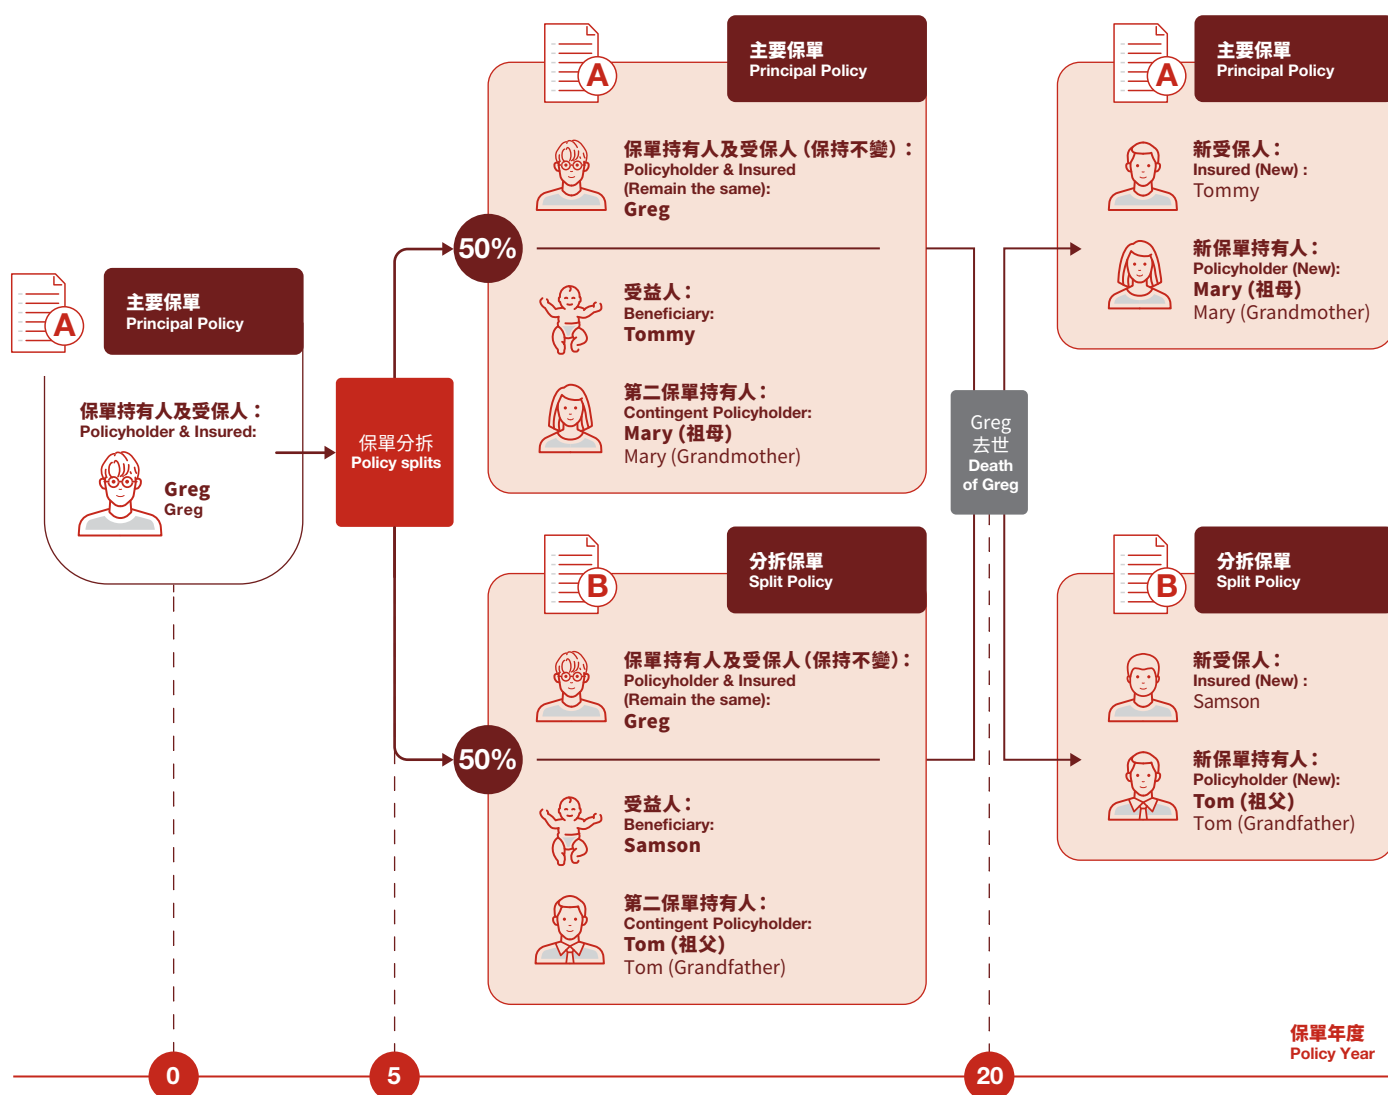 A
主要保單
Principal Policy
保單持有人及受保人：
Policyholder & Insured:
Greg
Greg
保單分拆
Policy splits
50%
A
主要保單
Principal Policy
保單持有人及受保人（保持不變）：
Policyholder & Insured
(Remain the same):
Greg
受益人：
Beneficiary:
Tommy
第二保單持有人：
Contingent Policyholder:
Mary (祖母)
Mary (Grandmother)
50%
B
分拆保單
Split Policy
保單持有人及受保人（保持不變）：
Policyholder & Insured
(Remain the same):
Greg
受益人：
Beneficiary:
Samson
第二保單持有人：
Contingent Policyholder:
Tom (祖父)
Tom (Grandfather)
Greg
去世
Death
of Greg
A
主要保單
Principal Policy
新受保人：
Insured (New) :
Tommy
新保單持有人：
Policyholder (New):
Mary (祖母)
Mary (Grandmother)
B
分拆保單
Split Policy
新受保人：
Insured (New) :
Samson
新保單持有人：
Policyholder (New):
Tom (祖父)
Tom (Grandfather)
保單年度
Policy Year
0
5
20